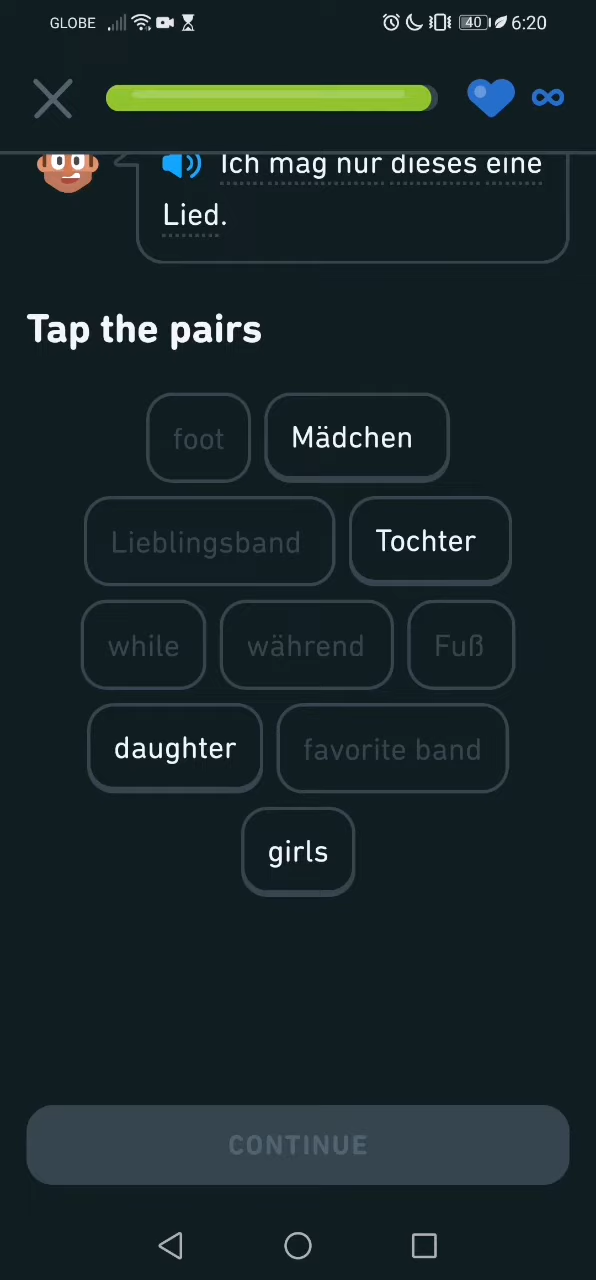 GLOBE 40 6:20
Ich mag nur dieses eine
Lied.
Tap the pairs
foot Mädchen
Lieblingsband Tochter
while während Fuß
daughter favorite band
girls
CONTINUE